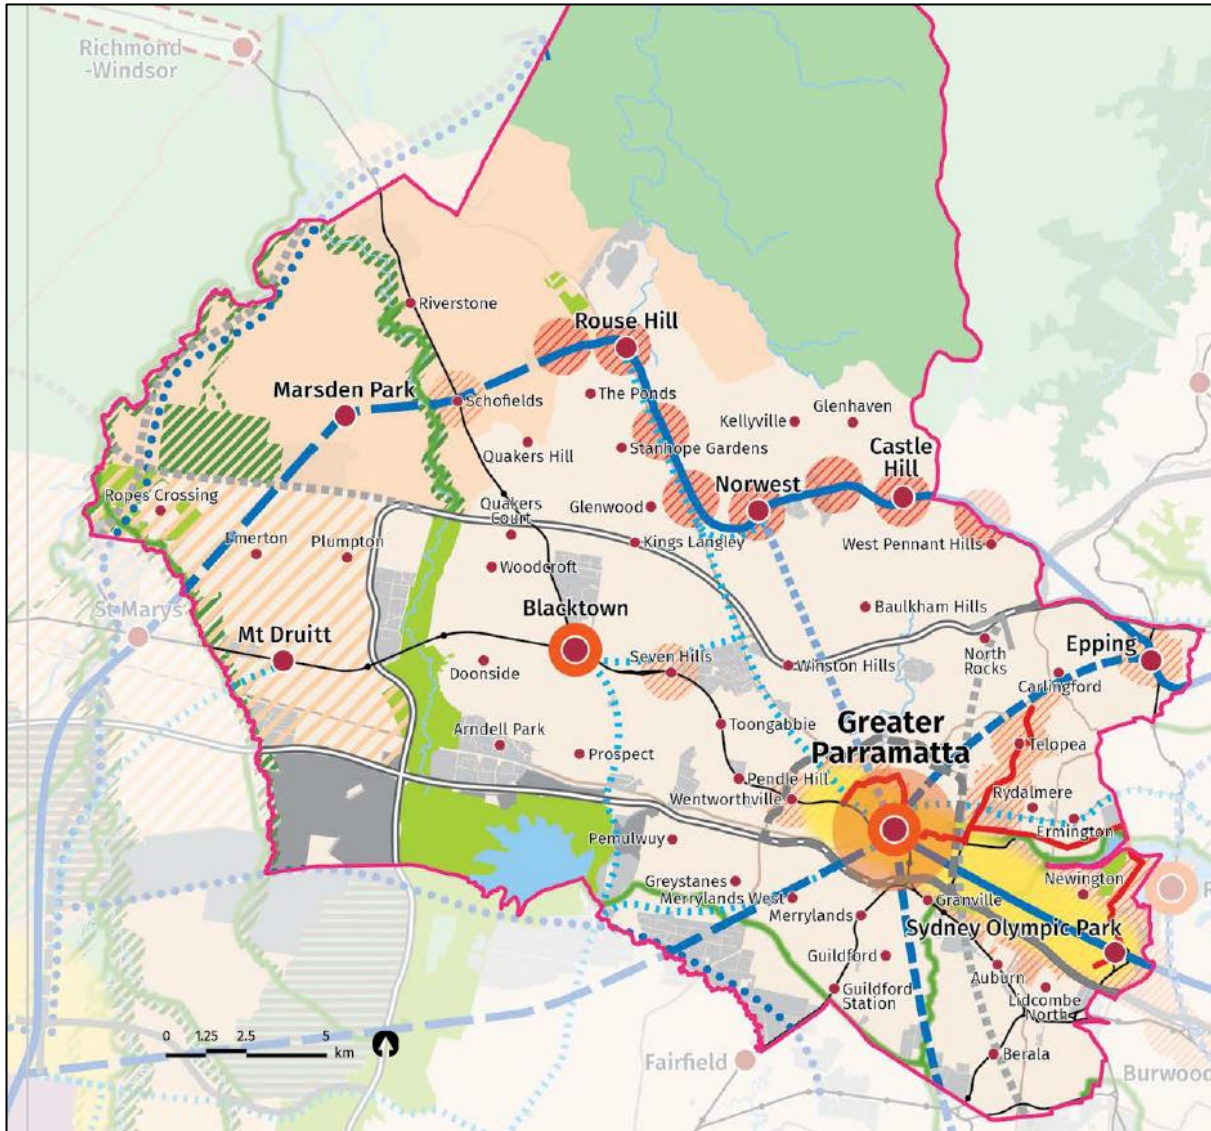 Richmond
-Windsor
Riverstone
Rouse Hill
Marsden Park
Schofields
The Ponds
Kellyville
Glenhaven
Quakers Hill
Stanhope Gardens
Castle
Hill
Norwest
Ropes Crossing
Quakers
Court
Glenwood
Emerton
Plumpton
Kings Langley
West Pennant Hills
Woodcroft
St Marys
Blacktown
Baulkham Hills
Mt Druitt
Doonside
Seven Hills
Winston Hills
North
Rocks
Epping
Carlingford
Arndell Park
Prospect
Toongabbie
Greater
Parramatta
Telopea
Pendle Hill
Wentworthville
Rydalmere
Ermington
Pemulwuy
Greystanes
Merrylands West
Newington
Merrylands
Granville
Sydney Olympic Park
Guildford
Auburn
Guildford
Station
Lidcombe
North
0 1.25 2.5 5
km
Fairfield
Berala
Burwood